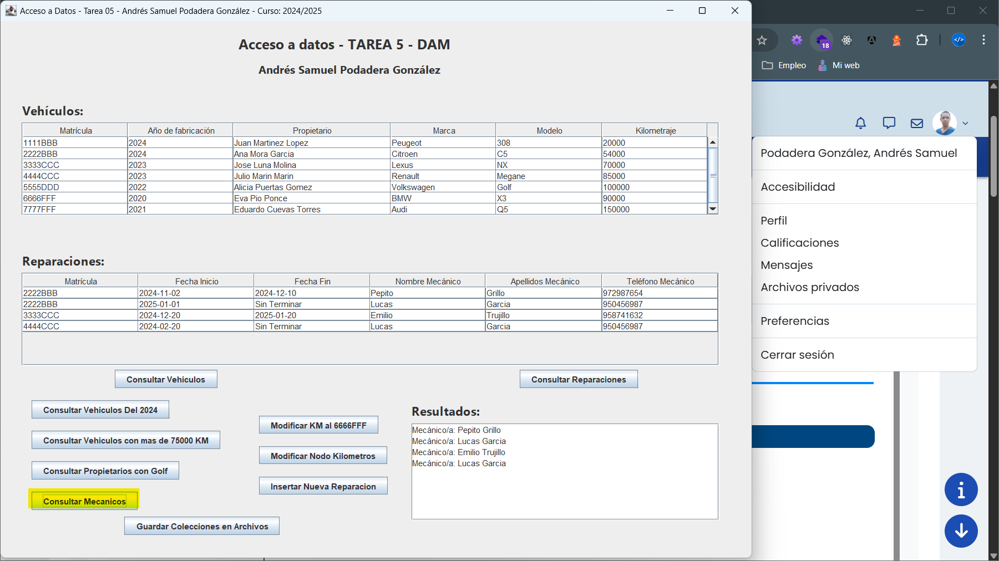 Acceso a Datos - Tarea 05 - Andrés Samuel Podadera González - Curso: 2024/2025
Acceso a datos - TAREA 5 - DAM
Andrés Samuel Podadera González
Vehículos:
Matrícula Año de fabricación Propietario Marca Modelo Kilometraje
1111BBB 2024 Juan Martinez Lopez Peugeot 308 20000
2222BBB 2024 Ana Mora Garcia Citroen C5 54000
3333CCC 2023 Jose Luna Molina Lexus NX 70000
4444CCC 2023 Julio Marin Marin Renault Megane 85000
5555DDD 2022 Alicia Puertas Gomez Volkswagen Golf 100000
6666FFF 2020 Eva Pio Ponce BMW X3 90000
7777FFF 2021 Eduardo Cuevas Torres Audi Q5 150000
Reparaciones:
Matrícula Fecha Inicio Fecha Fin Nombre Mecánico Apellidos Mecánico Teléfono Mecánico
2222BBB 2024-11-02 2024-12-10 Pepito Grillo 972987654
2222BBB 2025-01-01 Sin Terminar Lucas Garcia 950456987
3333CCC 2024-12-20 2025-01-20 Emilio Trujillo 958741632
4444CCC 2024-02-20 Sin Terminar Lucas Garcia 950456987
Consultar Vehiculos
Consultar Reparaciones
Consultar Vehiculos Del 2024
Consultar Vehiculos con mas de 75000 KM
Consultar Propietarios con Golf
Consultar Mecanicos
Guardar Colecciones en Archivos
Modificar KM al 6666FFF
Modificar Nodo Kilometros
Insertar Nueva Reparacion
Resultados:
Mecánico/a: Pepito Grillo
Mecánico/a: Lucas Garcia
Mecánico/a: Emilio Trujillo
Mecánico/a: Lucas Garcia
18
</>
Empleo
Mi web
Podadera González, Andrés Samuel
Accesibilidad
Perfil
Calificaciones
Mensajes
Archivos privados
Preferencias
Cerrar sesión